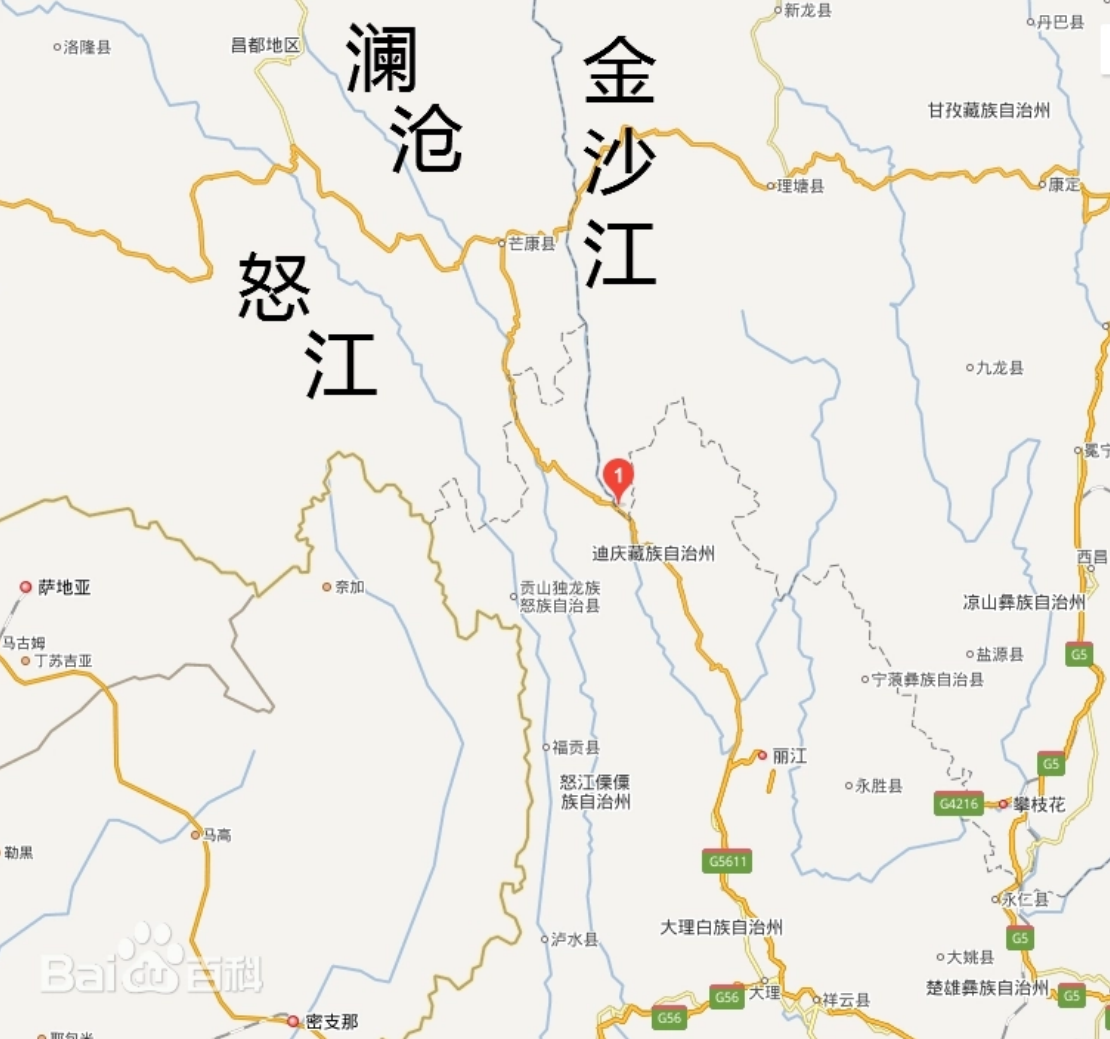 新龙县
丹巴县
洛隆县
昌都地区
澜
沧
金
沙
江
甘孜藏族自治州
理塘县
康定
芒康县
怒
江
九龙县
冕宁
1
迪庆藏族自治州
西昌
萨地亚
奈加
贡山独龙族
怒族自治县
凉山彝族自治州
马古姆
丁苏吉亚
盐源县
G5
宁蒗彝族自治县
福贡县
丽江
G5
怒江傈僳
族自治州
永胜县
G4216
攀枝花
马高
勒黑
G5611
永仁县
大理白族自治州
泸水县
G5
大姚县
Bai 百科
楚雄彝族自治州
G5
大理
G56
祥云县
G56
密支那